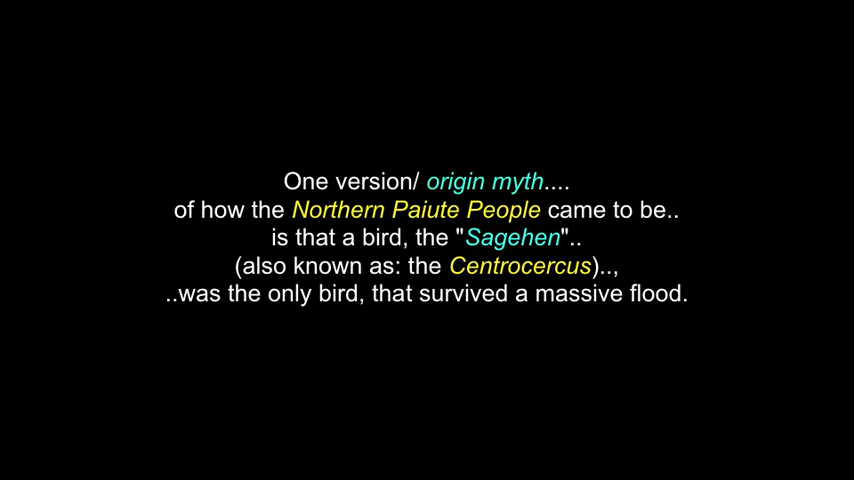 One version/ origin myth....
of how the Northern Paiute People came to be..
is that a bird, the "Sagehen"..
(also known as: the Centrocercus)..,
..was the only bird, that survived a massive flood.